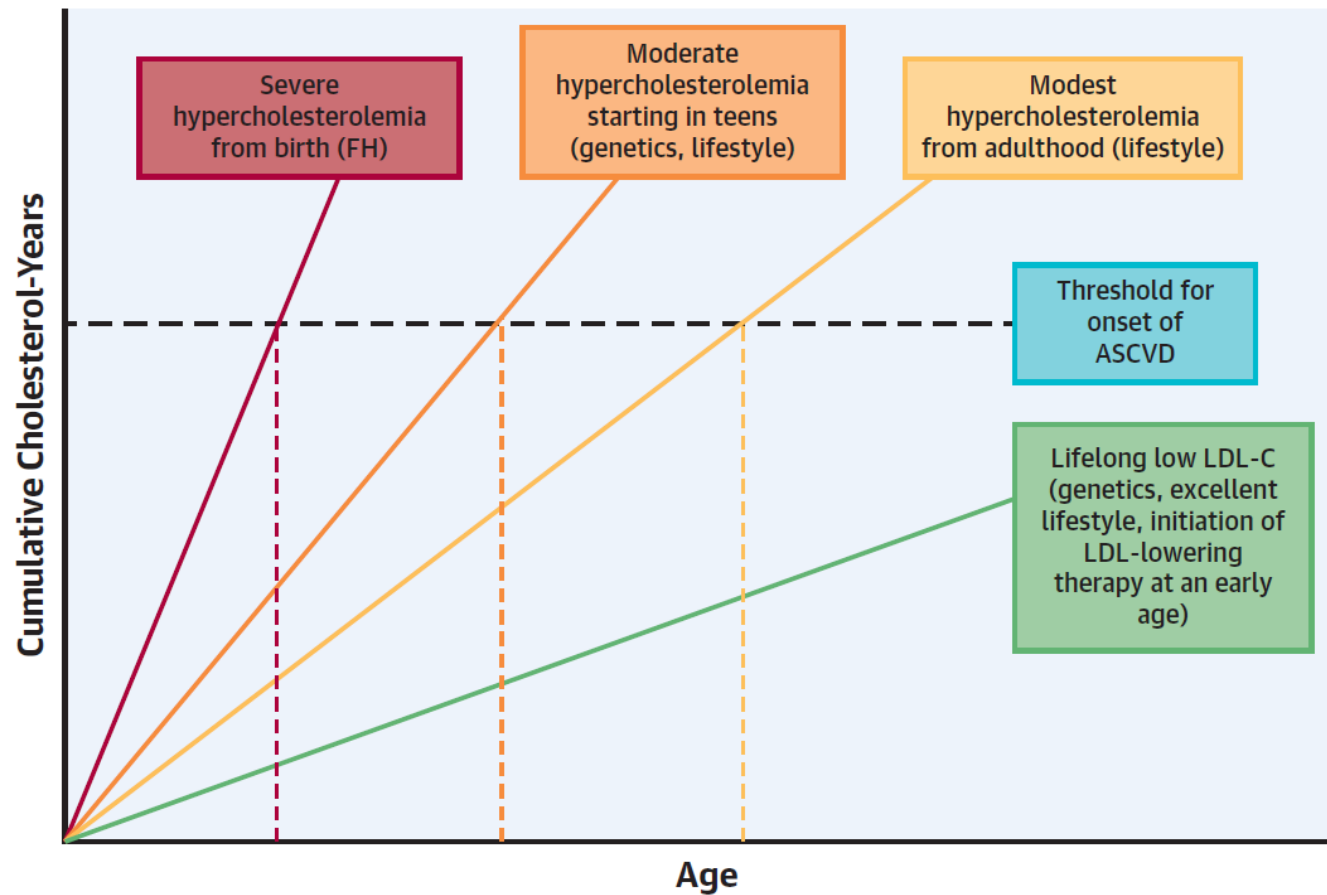 Severe
hypercholesterolemia
from birth (FH)
Moderate
hypercholesterolemia
starting in teens
(genetics, lifestyle)
Modest
hypercholesterolemia
from adulthood (lifestyle)
Cumulative Cholesterol-Years
Threshold for
onset of
ASCVD
Lifelong low LDL-C
(genetics, excellent
lifestyle, initiation of
LDL-lowering
therapy at an early
age)
Age